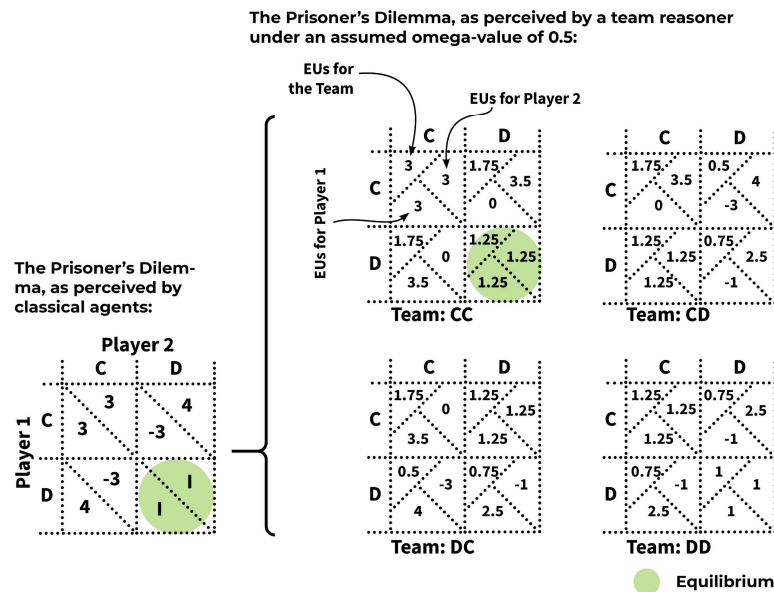 The Prisoner’s Dilemma, as perceived by a team reasoner
under an assumed omega-value of 0.5:
EUs for
the Team
EUs for Player 2
EUs for Player 1
C D
C 3 3 3 1.75 3.5 0
D 1.75 0 3.5 1.25 1.25 1.25
Team: CC
C D
C 1.75 3.5 0 0.5 4 -3
D 1.25 1.25 1.25 0.75 2.5 -1
Team: CD
The Prisoner’s Dilem-
ma, as perceived by
classical agents:
Player 2
Player 1
C D
C 3 3 4 -3
D -3 4 I I
C D
C 1.75 0 3.5 1.25 1.25 1.25
D 0.5 -3 4 0.75 -1 2.5
Team: DC
C D
C 1.25 1.25 1.25 0.75 2.5 -1
D 0.75 -1 2.5 1 1 1
Team: DD
Equilibrium